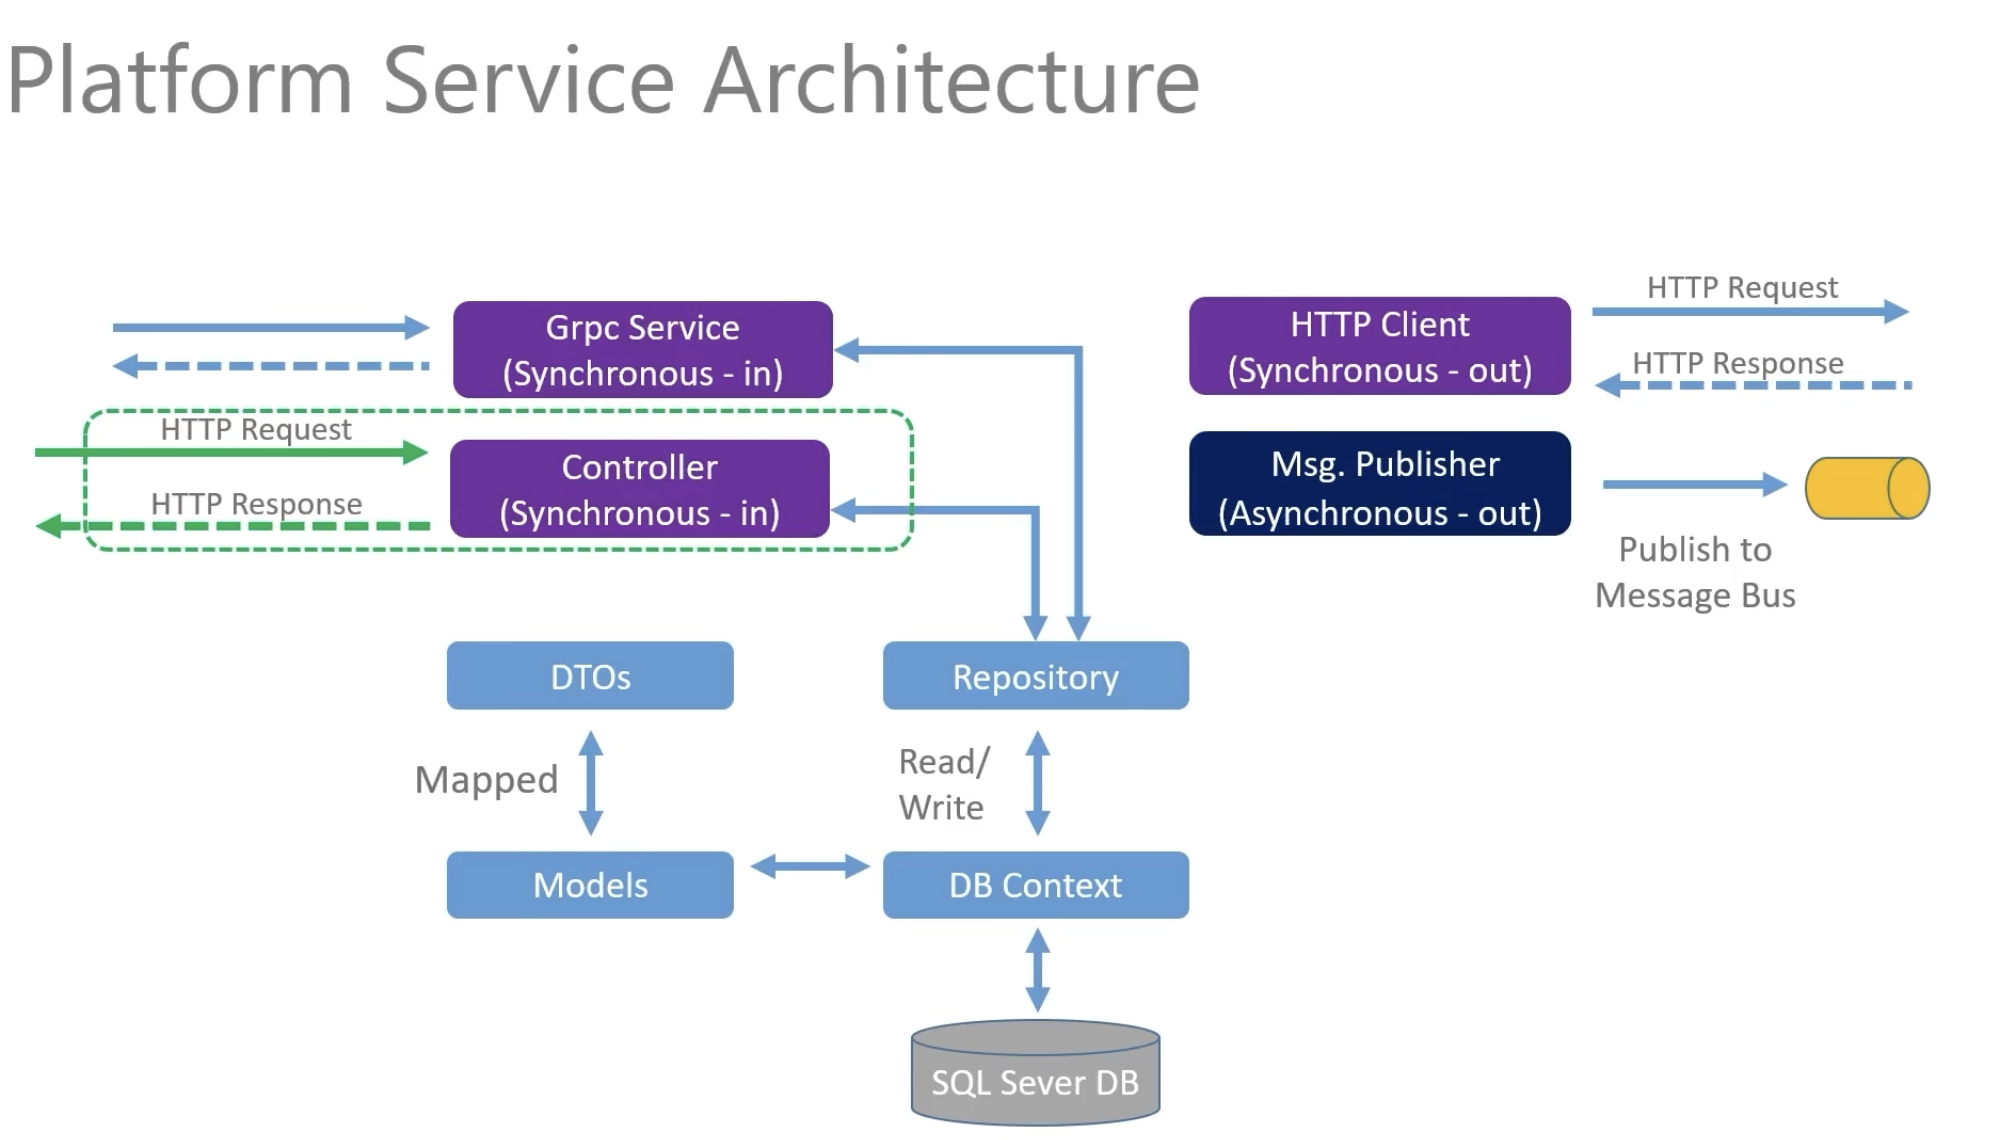 Platform Service Architecture
Grpc Service
(Synchronous - in)
HTTP Request
HTTP Response
Controller
(Synchronous - in)
HTTP Client
(Synchronous - out)
HTTP Request
HTTP Response
Msg. Publisher
(Asynchronous - out)
Publish to
Message Bus
DTOs
Repository
Mapped
Read/
Write
Models
DB Context
SQL Sever DB